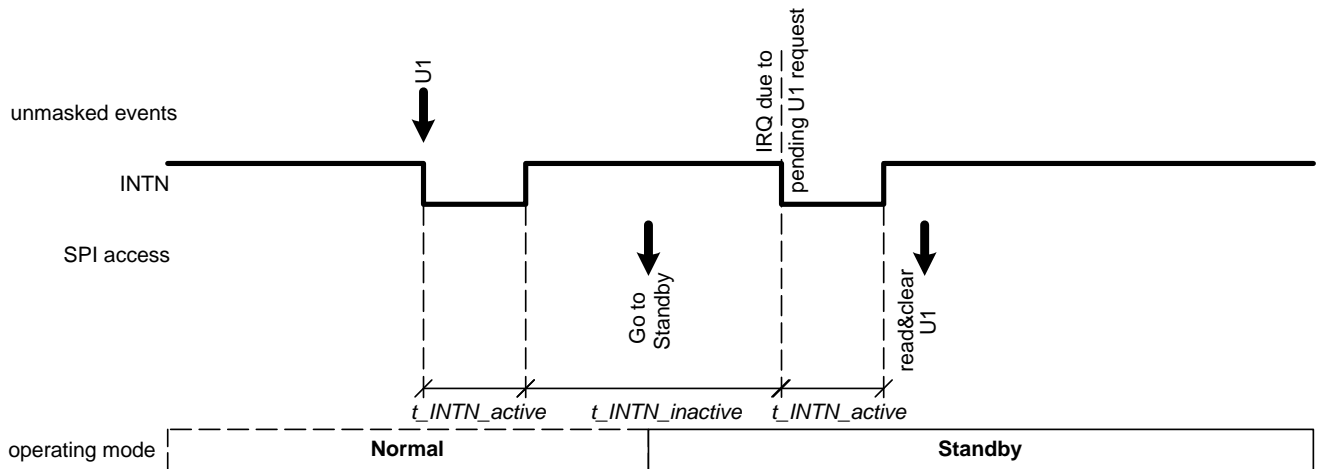 U1
IRQ due to
pending U1 request
unmasked events
INTN
SPI access
Go to
Standby
read&clear
U1
t_INTN_active
t_INTN_inactive
t_INTN_active
operating mode
Normal
Standby